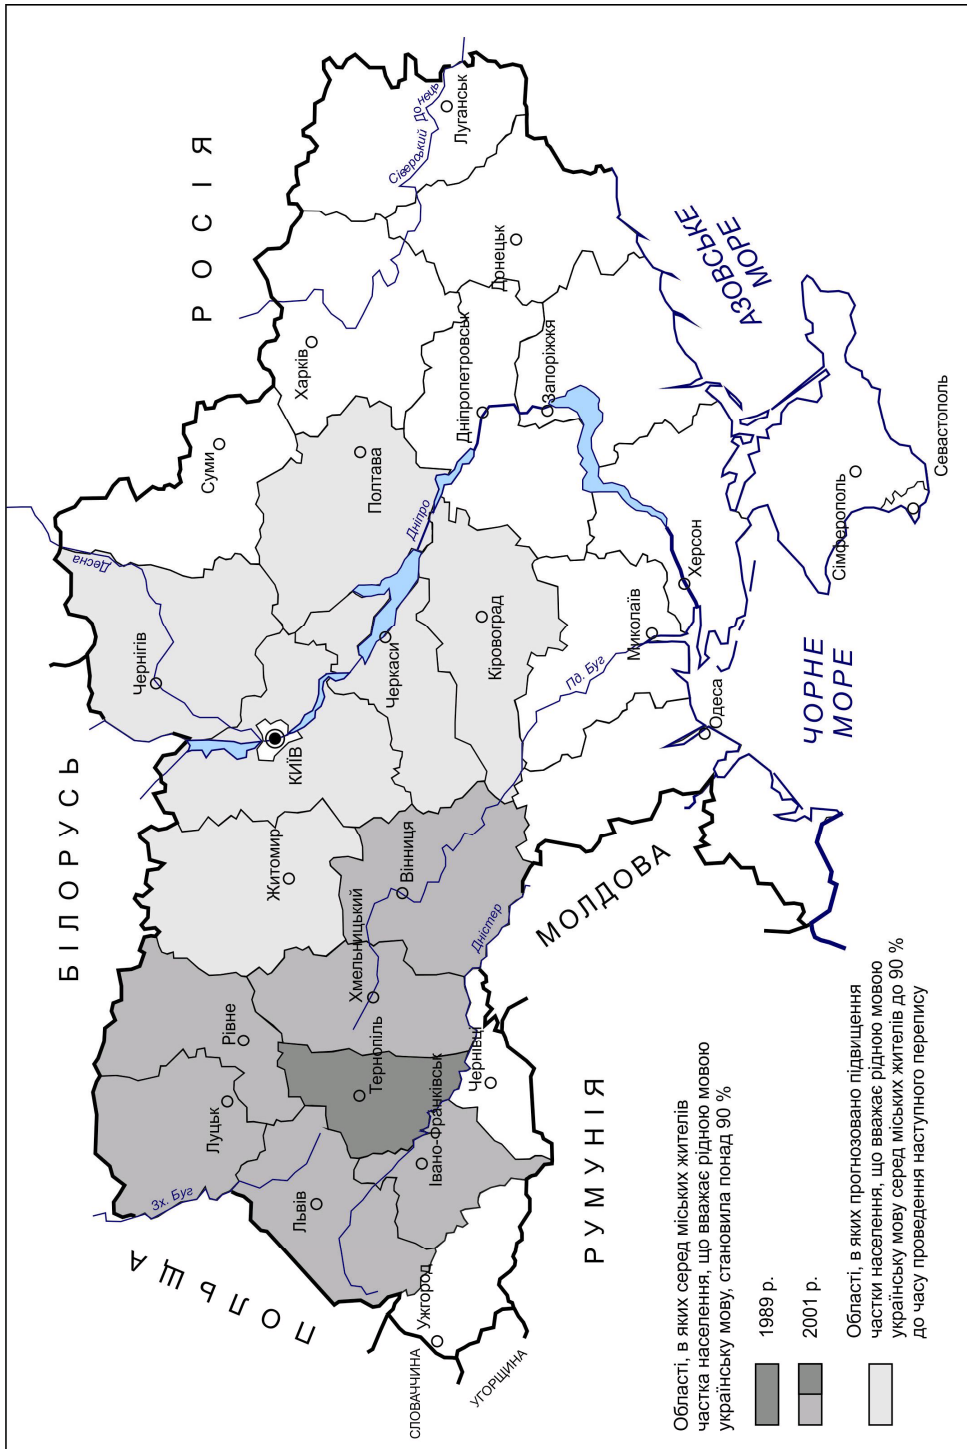 РОСІЯ
БІЛОРУСЬ
ПОЛЬЩА
СЛОВАЧЧИНА
УГОРЩИНА
РУМУНІЯ
МОЛДОВА
ЧОРНЕ
МОРЕ
АЗОВСЬКЕ
МОРЕ
Десна
Дніпро
Сіверський Донець
Пд. Буг
Дністер
Зх. Буг
Луцьк
Рівне
Житомир
КИЇВ
Чернігів
Суми
Харків
Луганськ
Львів
Тернопіль
Хмельницький
Вінниця
Черкаси
Полтава
Ужгород
Івано-Франківськ
Чернівці
Кіровоград
Дніпропетровськ
Донецьк
Запоріжжя
Миколаїв
Одеса
Херсон
Сімферополь
Севастополь
Області, в яких серед міських жителів
частка населення, що вважає рідною мовою
українську мову, становила понад 90 %
1989 р.
2001 р.
Області, в яких прогнозовано підвищення
частки населення, що вважає рідною мовою
українську мову серед міських жителів до 90 %
до часу проведення наступного перепису